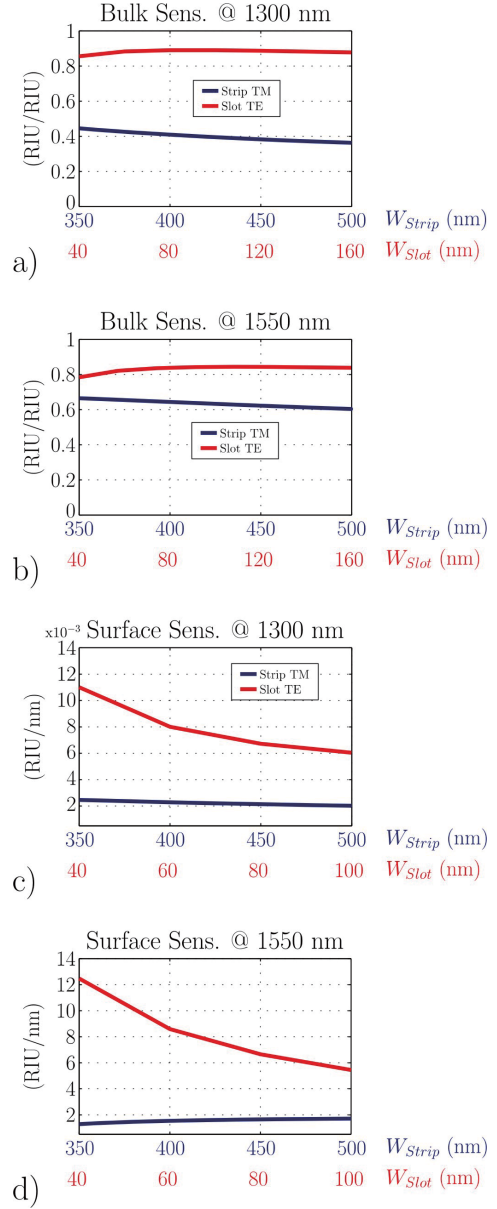 Bulk Sens. @ 1300 nm
(RIU/RIU)
1
0.8
0.6
0.4
0.2
0
Strip TM
Slot TE
350 400 450 500 W_Strip (nm)
40 80 120 160 W_Slot (nm)
a)
Bulk Sens. @ 1550 nm
(RIU/RIU)
1
0.8
0.6
0.4
0.2
0
Strip TM
Slot TE
350 400 450 500 W_Strip (nm)
40 80 120 160 W_Slot (nm)
b)
x10⁻³ Surface Sens. @ 1300 nm
(RIU/nm)
14
12
10
8
6
4
2
Strip TM
Slot TE
350 400 450 500 W_Strip (nm)
40 60 80 100 W_Slot (nm)
c)
Surface Sens. @ 1550 nm
(RIU/nm)
14
12
10
8
6
4
2
350 400 450 500 W_Strip (nm)
40 60 80 100 W_Slot (nm)
d)